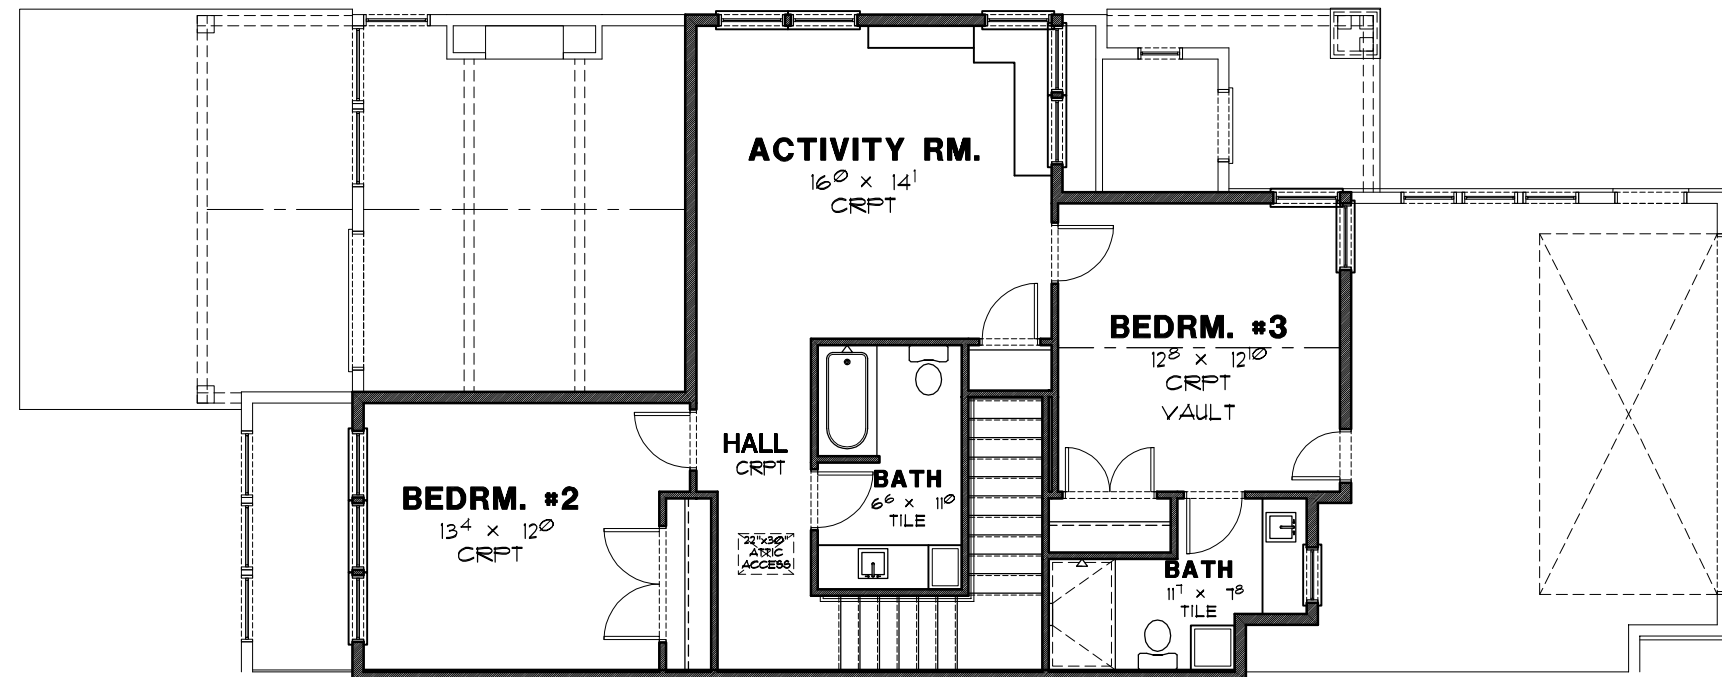 ACTIVITY RM.
16⁰ x 14¹
CRPT
BEDRM. #3
12⁸ x 12¹⁰
CRPT
VAULT
HALL
CRPT
BATH
6⁶ x 11⁰
TILE
BEDRM. #2
13⁴ x 12⁰
CRPT
22"x30"
ATTIC
ACCESS
BATH
11⁷ x 7⁸
TILE